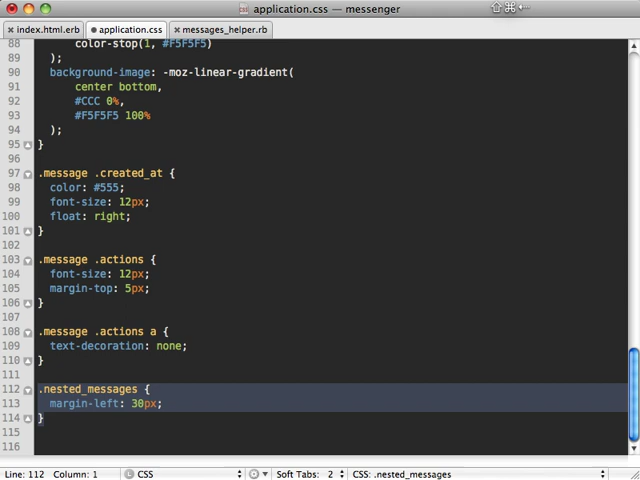 application.css — messenger
index.html.erb
application.css
messages_helper.rb
88 color-stop(1, #F5F5F5)
89 );
90 background-image: -moz-linear-gradient(
91 center bottom,
92 #CCC 0%,
93 #F5F5F5 100%
94 );
95 }
96
97 .message .created_at {
98 color: #555;
99 font-size: 12px;
100 float: right;
101 }
102
103 .message .actions {
104 font-size: 12px;
105 margin-top: 5px;
106 }
107
108 .message .actions a {
109 text-decoration: none;
110 }
111
112 .nested_messages {
113 margin-left: 30px;
114 }
115
116
Line: 112 Column: 1 CSS Soft Tabs: 2 CSS: .nested_messages